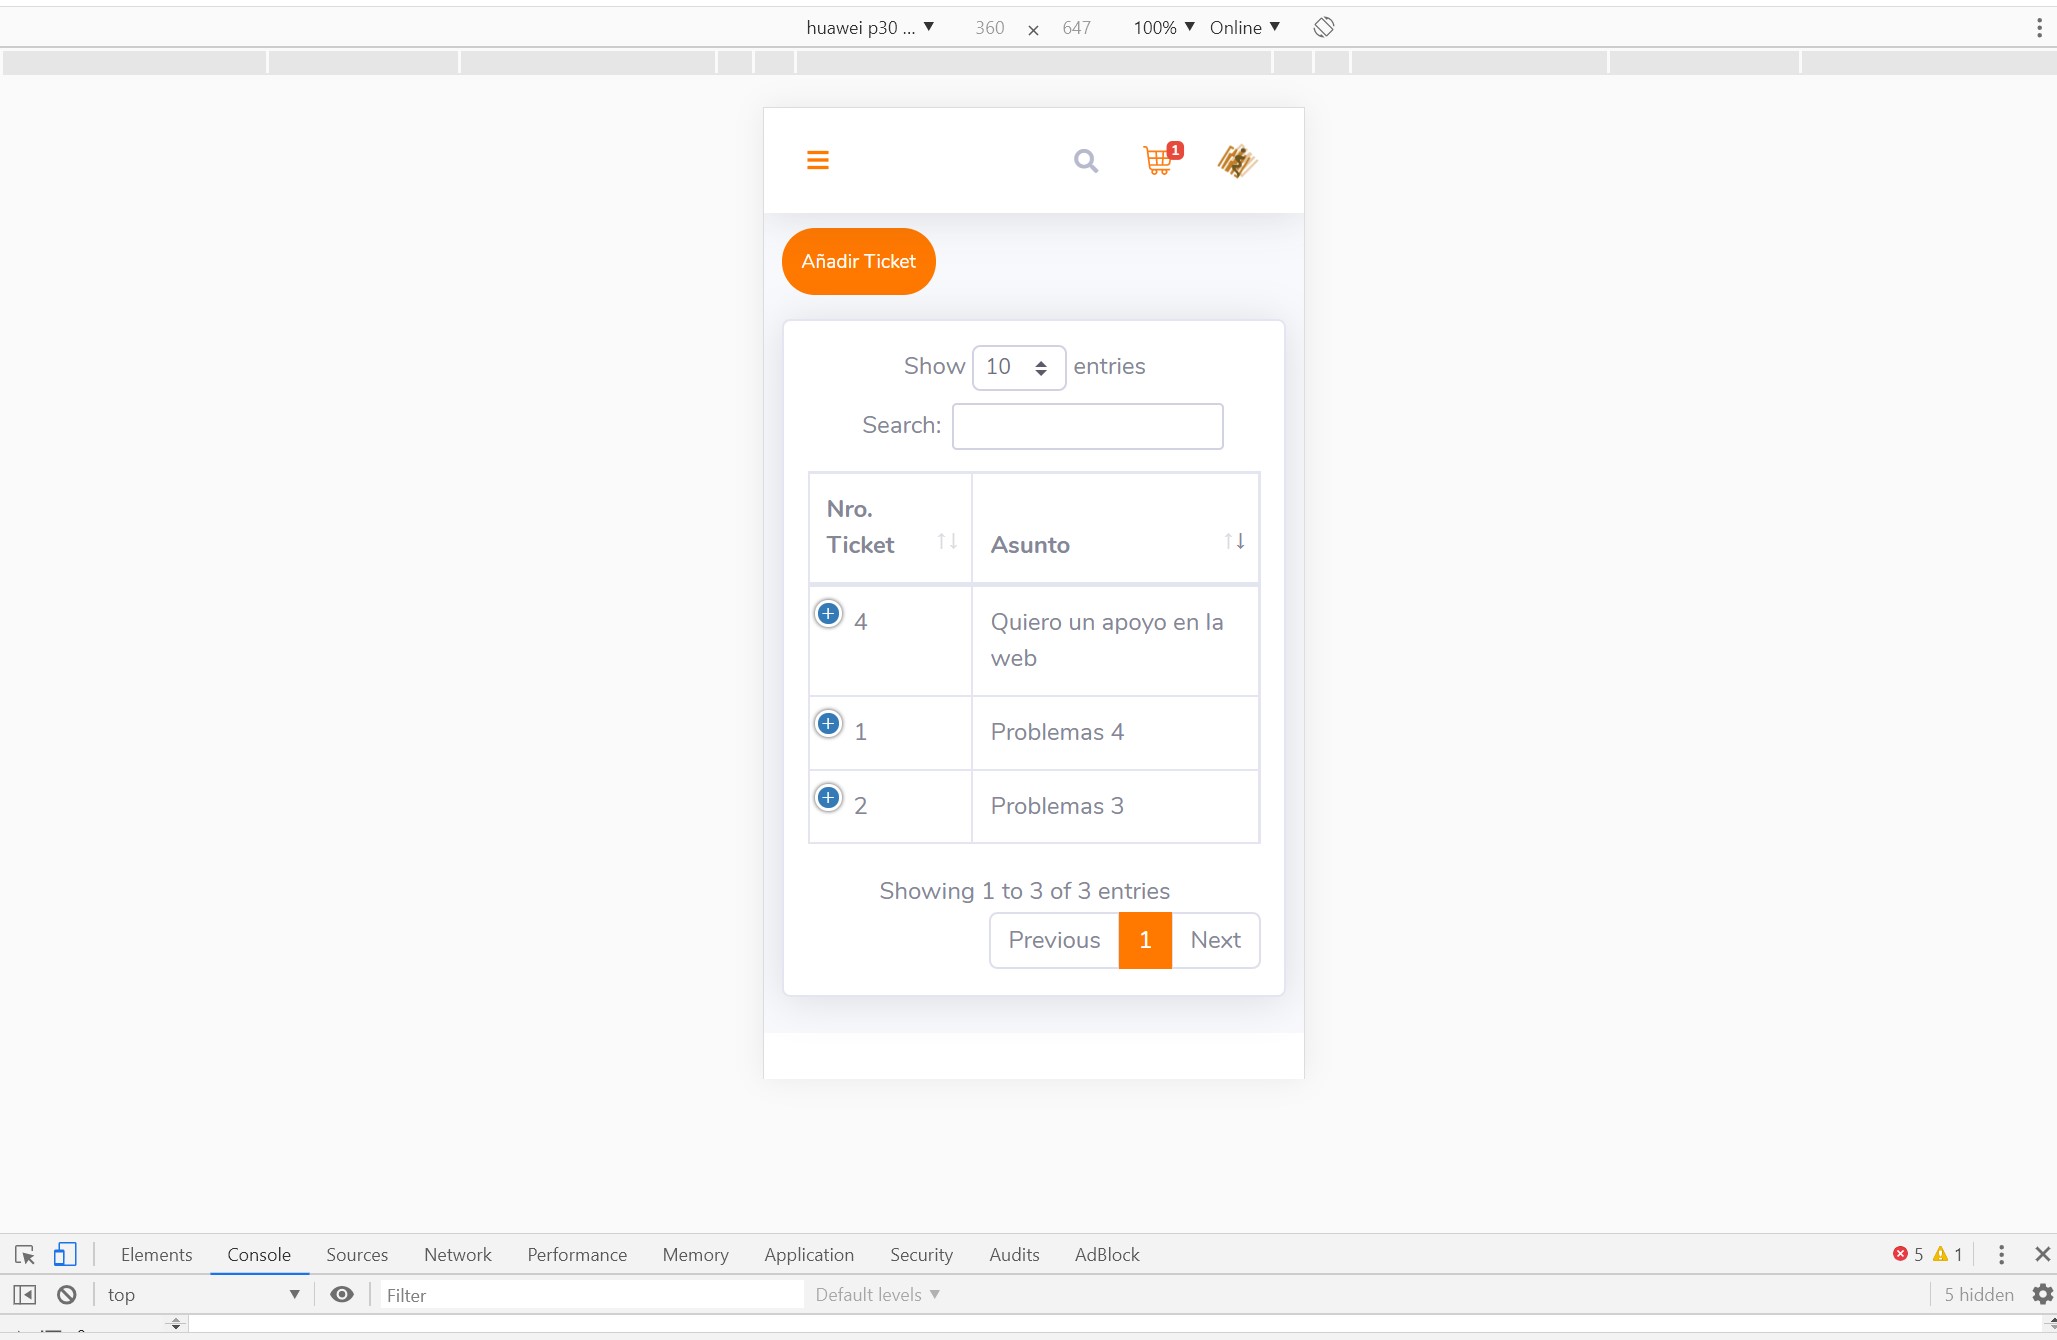 huawei p30 ... 360 × 647 100% Online
1
Añadir Ticket
Show 10 entries
Search:
Nro. Ticket Asunto
4 Quiero un apoyo en la web
1 Problemas 4
2 Problemas 3
Showing 1 to 3 of 3 entries
Previous 1 Next
Elements Console Sources Network Performance Memory Application Security Audits AdBlock 5 1
top Filter Default levels 5 hidden